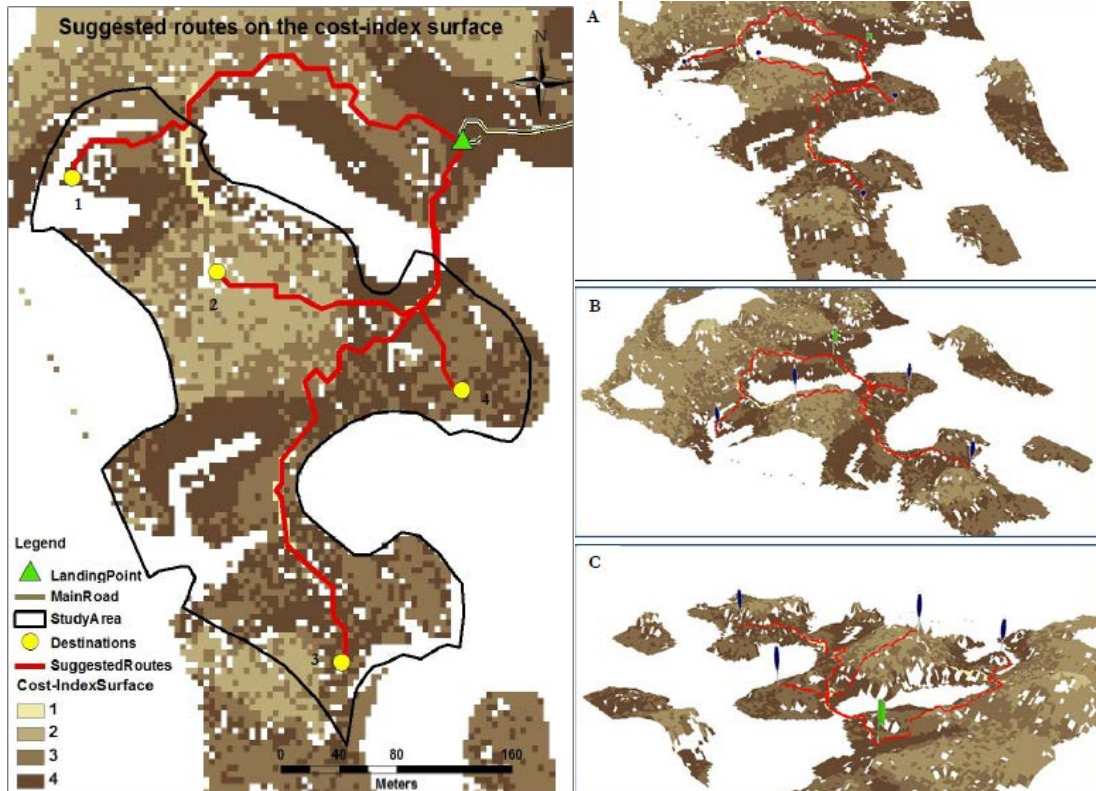 Suggested routes on the cost-index surface
N
1
2
4
3
Legend
LandingPoint
MainRoad
StudyArea
Destinations
SuggestedRoutes
Cost-IndexSurface
1
2
3
4
0 40 80 160
Meters
A
B
C